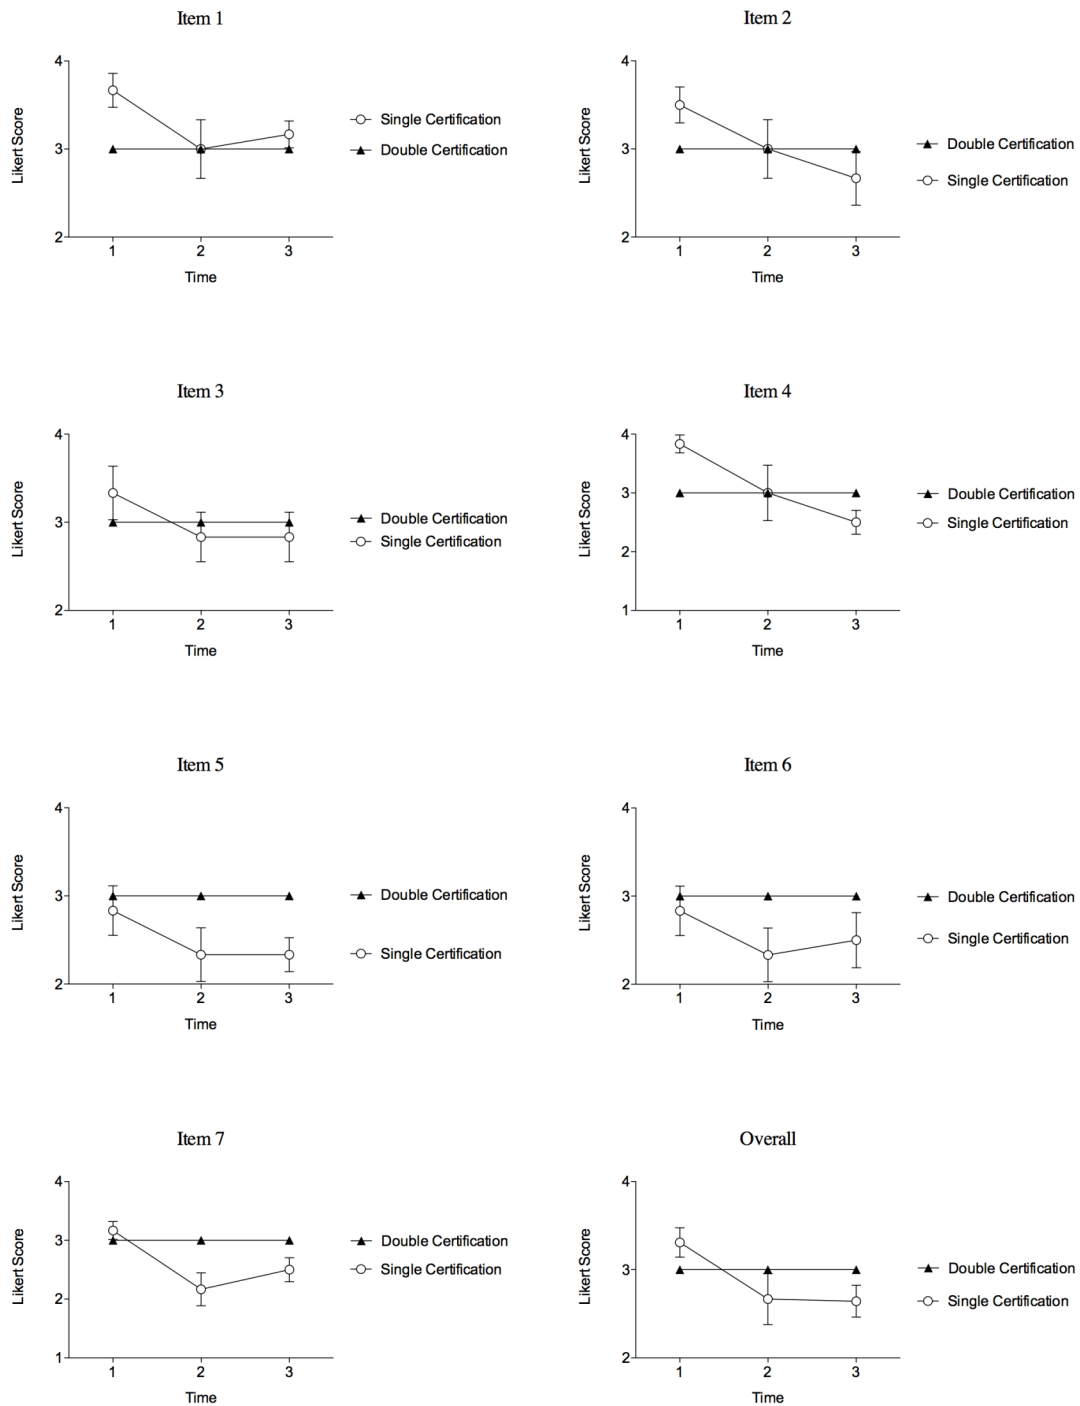 Item 1
4
3
2
Likert Score
1 2 3
Time
Single Certification
Double Certification
Item 2
4
3
2
Likert Score
1 2 3
Time
Double Certification
Single Certification
Item 3
4
3
2
Likert Score
1 2 3
Time
Double Certification
Single Certification
Item 4
4
3
2
1
Likert Score
1 2 3
Time
Double Certification
Single Certification
Item 5
4
3
2
Likert Score
1 2 3
Time
Double Certification
Single Certification
Item 6
4
3
2
Likert Score
1 2 3
Time
Double Certification
Single Certification
Item 7
4
3
2
1
Likert Score
1 2 3
Time
Double Certification
Single Certification
Overall
4
3
2
Likert Score
1 2 3
Time
Double Certification
Single Certification